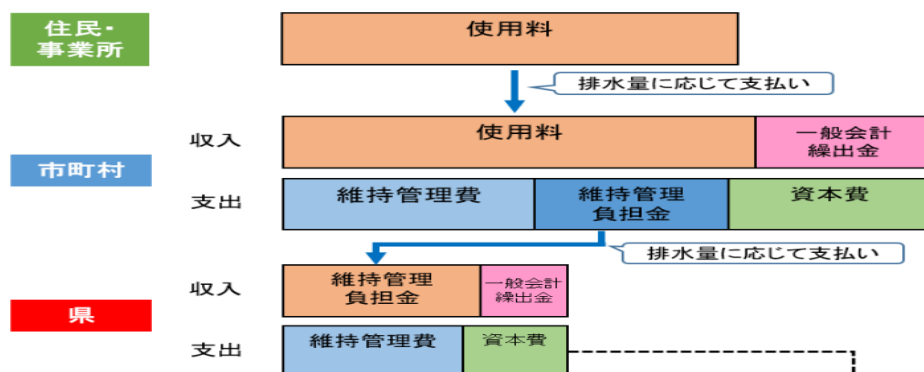 住民・
事業所
使用料
排水量に応じて支払い
市町村
収入
使用料
一般会計
繰出金
支出
維持管理費
維持管理
負担金
資本費
排水量に応じて支払い
県
収入
維持管理
負担金
一般会計
繰出金
支出
維持管理費
資本費